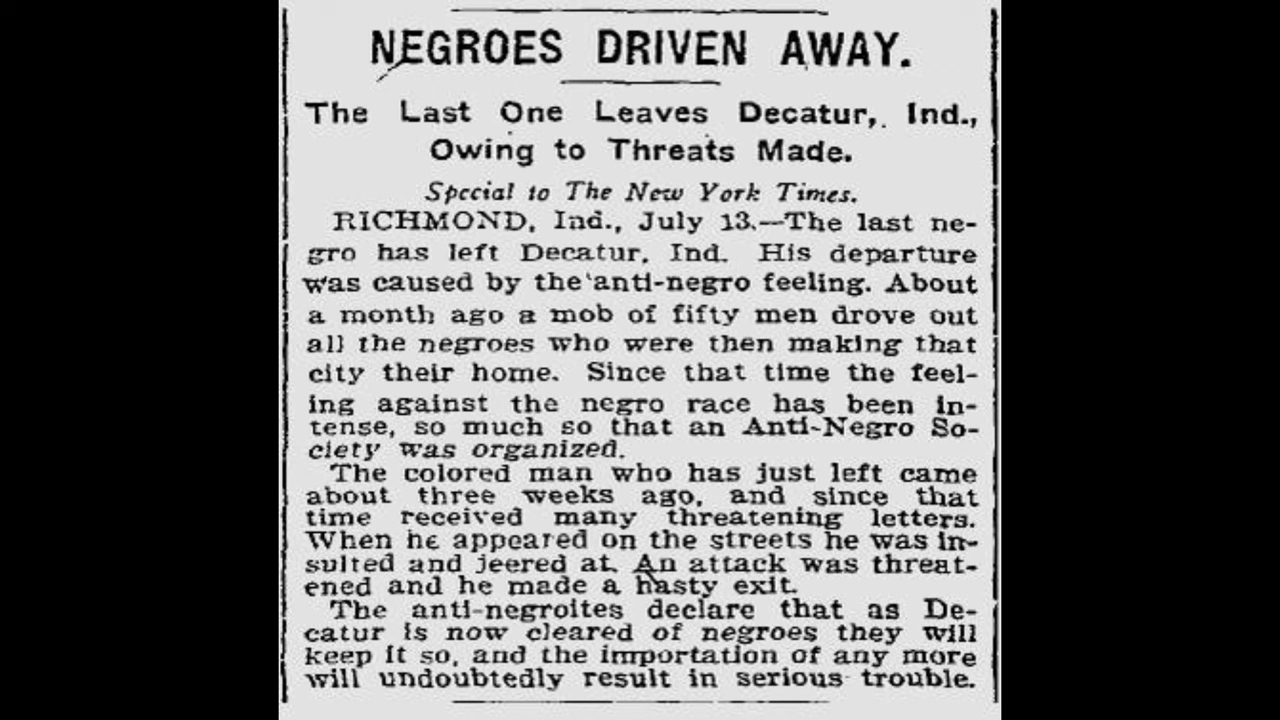 NEGROES DRIVEN AWAY.
The Last One Leaves Decatur, Ind.,
Owing to Threats Made.
Special to The New York Times.
RICHMOND, Ind., July 13.—The last ne-
gro has left Decatur, Ind. His departure
was caused by the anti-negro feeling. About
a month ago a mob of fifty men drove out
all the negroes who were then making that
city their home. Since that time the feel-
ing against the negro race has been in-
tense, so much so that an Anti-Negro So-
ciety was organized.
The colored man who has just left came
about three weeks ago, and since that
time received many threatening letters.
When he appeared on the streets he was in-
sulted and jeered at. An attack was threat-
ened and he made a hasty exit.
The anti-negroites declare that as De-
catur is now cleared of negroes they will
keep it so, and the importation of any more
will undoubtedly result in serious trouble.